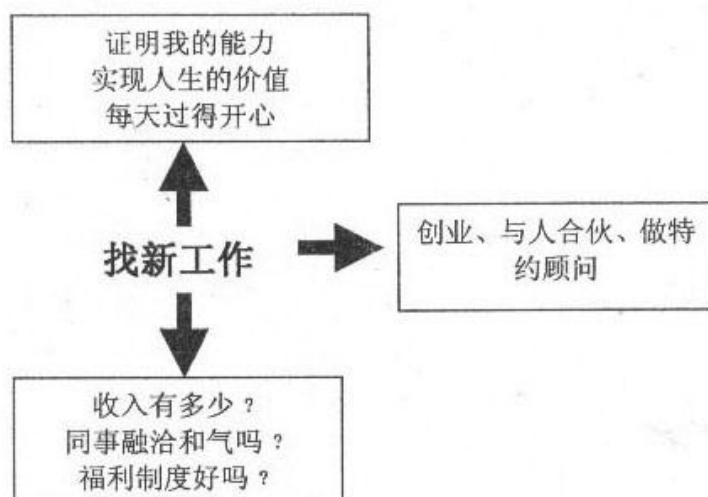 证明我的能力
实现人生的价值
每天过得开心
找新工作
创业、与人合伙、做特
约顾问
收入有多少？
同事融洽和气吗？
福利制度好吗？